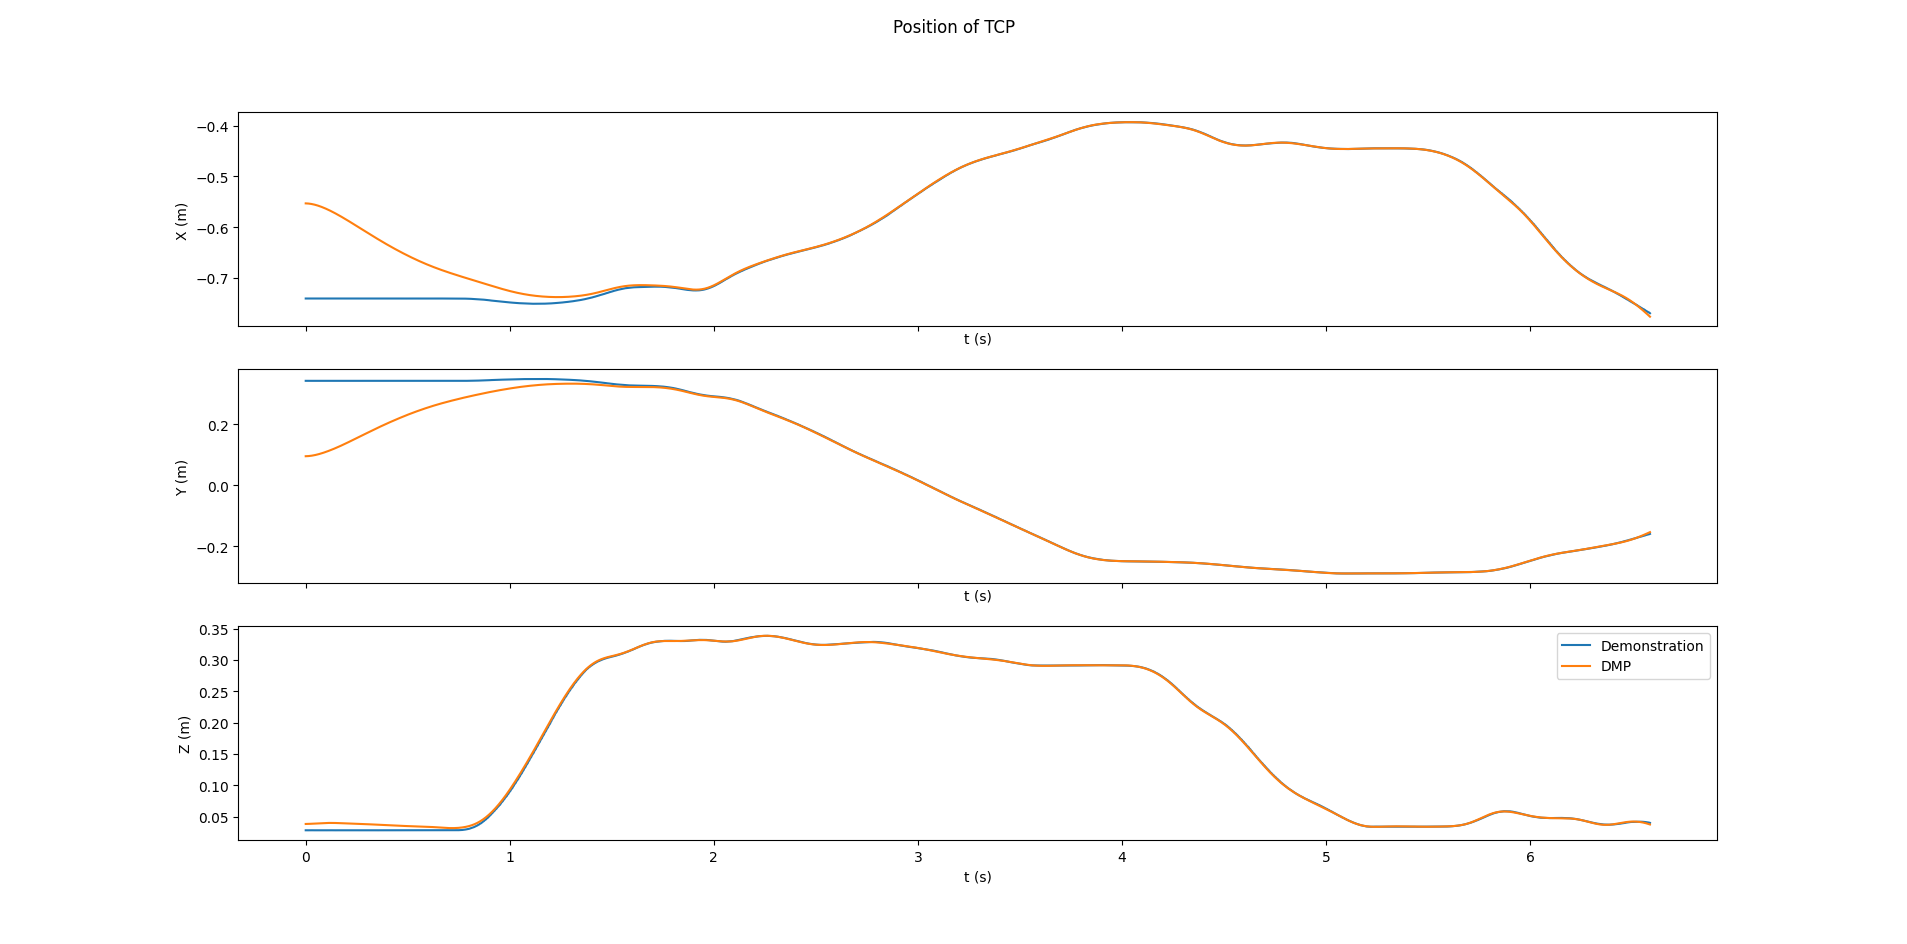 Position of TCP
−0.4
−0.5
−0.6
−0.7
X (m)
t (s)
0.2
0.0
−0.2
Y (m)
t (s)
0.35
0.30
0.25
0.20
0.15
0.10
0.05
Z (m)
Demonstration
DMP
0 1 2 3 4 5 6
t (s)